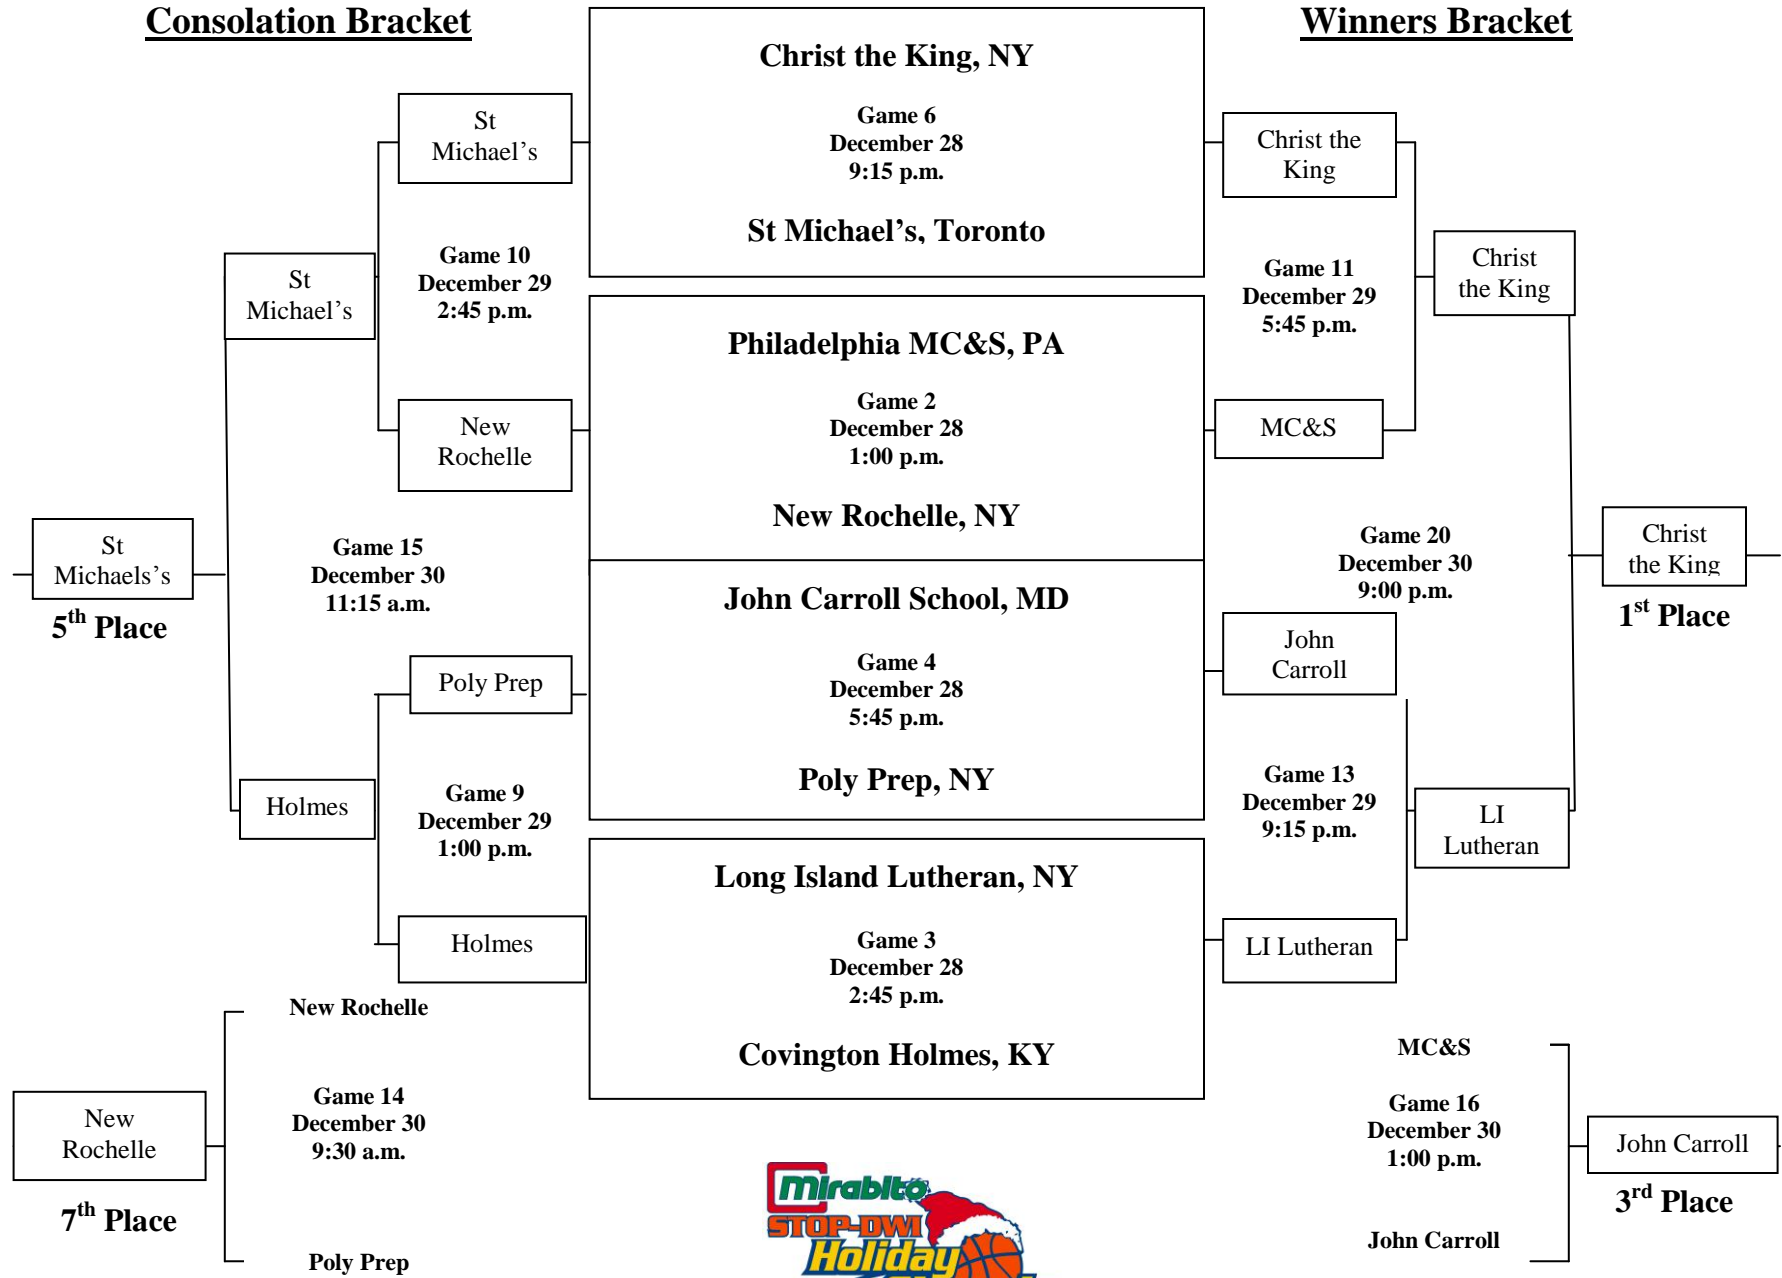 Consolation Bracket
Winners Bracket
Christ the King, NY
Game 6
December 28
9:15 p.m.
St Michael’s, Toronto
St
Michael’s
Christ the
King
Game 10
December 29
2:45 p.m.
St
Michael’s
Game 11
December 29
5:45 p.m.
Christ
the King
Philadelphia MC&S, PA
Game 2
December 28
1:00 p.m.
New Rochelle, NY
New
Rochelle
MC&S
St
Michaels’s
5th Place
Game 15
December 30
11:15 a.m.
Game 20
December 30
9:00 p.m.
Christ
the King
1st Place
John Carroll School, MD
Game 4
December 28
5:45 p.m.
Poly Prep, NY
Poly Prep
John
Carroll
Holmes
Game 9
December 29
1:00 p.m.
Game 13
December 29
9:15 p.m.
LI
Lutheran
Long Island Lutheran, NY
Game 3
December 28
2:45 p.m.
Covington Holmes, KY
Holmes
LI Lutheran
New Rochelle
Game 14
December 30
9:30 a.m.
Poly Prep
New
Rochelle
7th Place
MC&S
Game 16
December 30
1:00 p.m.
John Carroll
John Carroll
3rd Place
Mirabito
STOP-DWI
Holiday